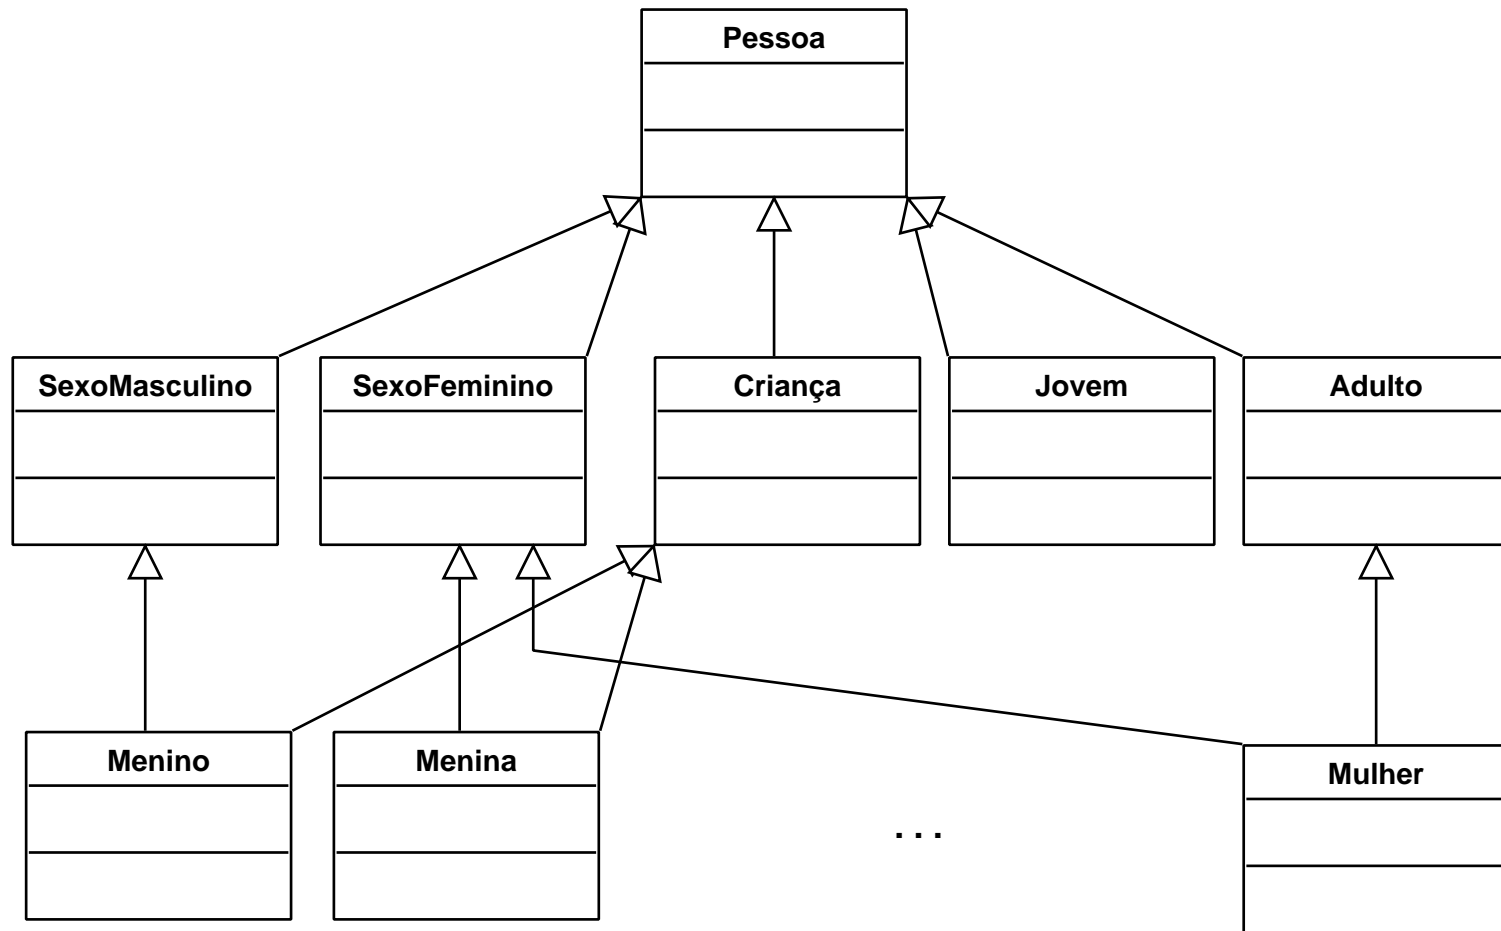 Pessoa
SexoMasculino
SexoFeminino
Criança
Jovem
Adulto
Menino
Menina
. . .
Mulher